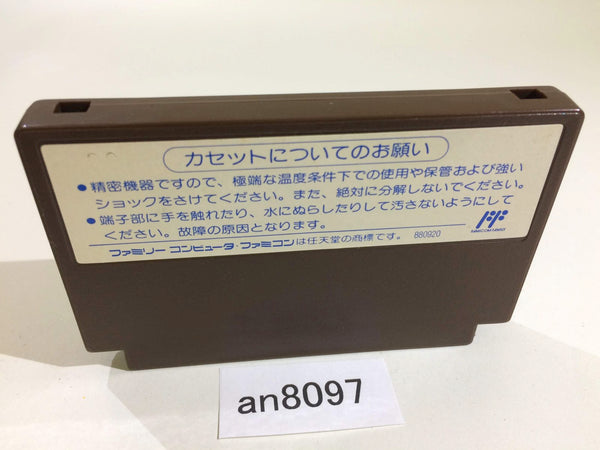 カセットについてのお願い
●精密機器ですので、極端な温度条件下での使用や保管および強い
ショックをさけてください。また、絶対に分解しないでください。
●端子部に手を触れたり、水にぬらしたりして汚さないようにして
ください。故障の原因となります。
ファミリー コンピュータ・ファミコンは任天堂の商標です。 880920
FAMICOM FAMILY
an8097